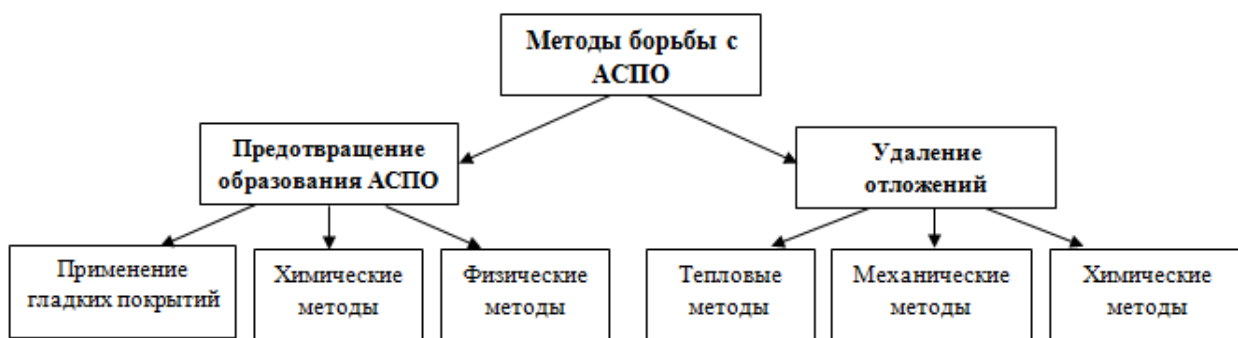 Методы борьбы с
АСПО
Предотвращение
образования АСПО
Удаление
отложений
Применение
гладких покрытий
Химические
методы
Физические
методы
Тепловые
методы
Механические
методы
Химические
методы